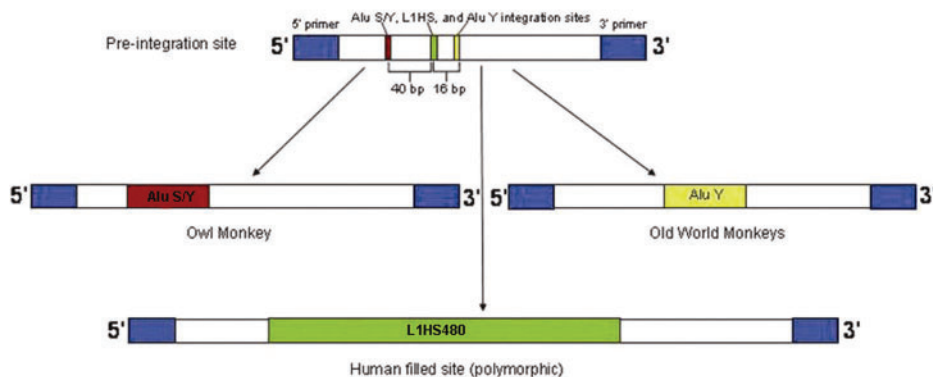 Alu S/Y, L1HS, and Alu Y integration sites
5' primer
3' primer
Pre-integration site
5'
3'
40 bp
16 bp
5'
Alu S/Y
3'
5'
Alu Y
3'
Owl Monkey
Old World Monkeys
5'
L1HS480
3'
Human filled site (polymorphic)